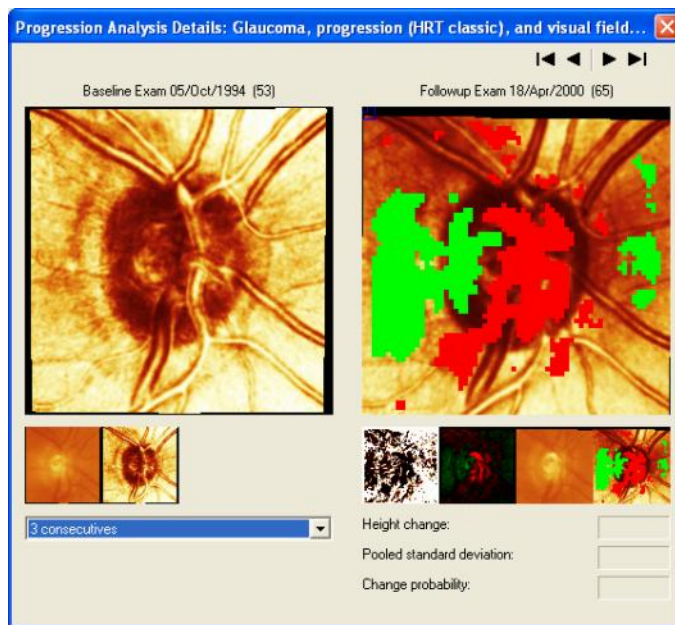 Progression Analysis Details: Glaucoma, progression (HRT classic), and visual field...
Baseline Exam 05/Oct/1994 (53)
Followup Exam 18/Apr/2000 (65)
3 consecutives
Height change:
Pooled standard deviation:
Change probability: